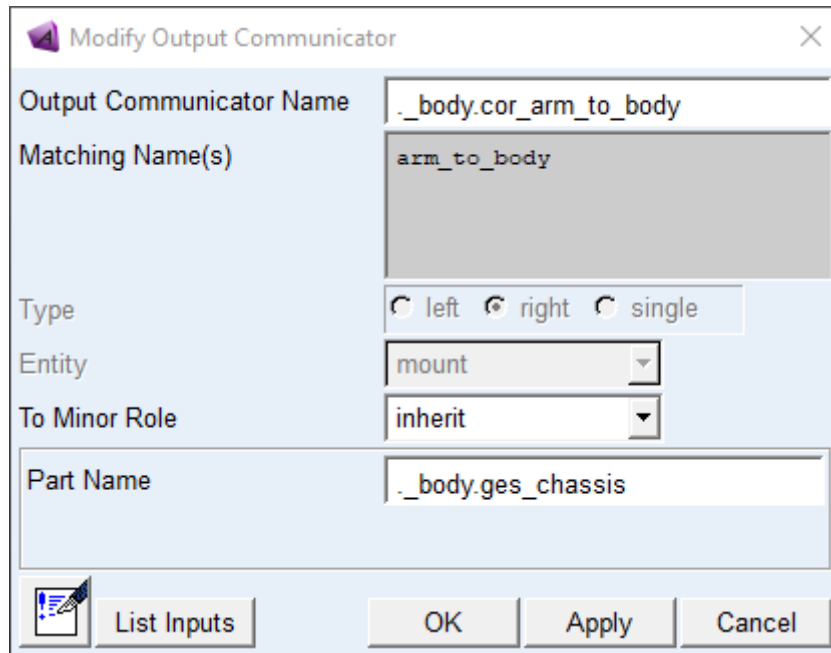 Modify Output Communicator
Output Communicator Name ._body.cor_arm_to_body
Matching Name(s) arm_to_body
Type left right single
Entity mount
To Minor Role inherit
Part Name ._body.ges_chassis
List Inputs OK Apply Cancel